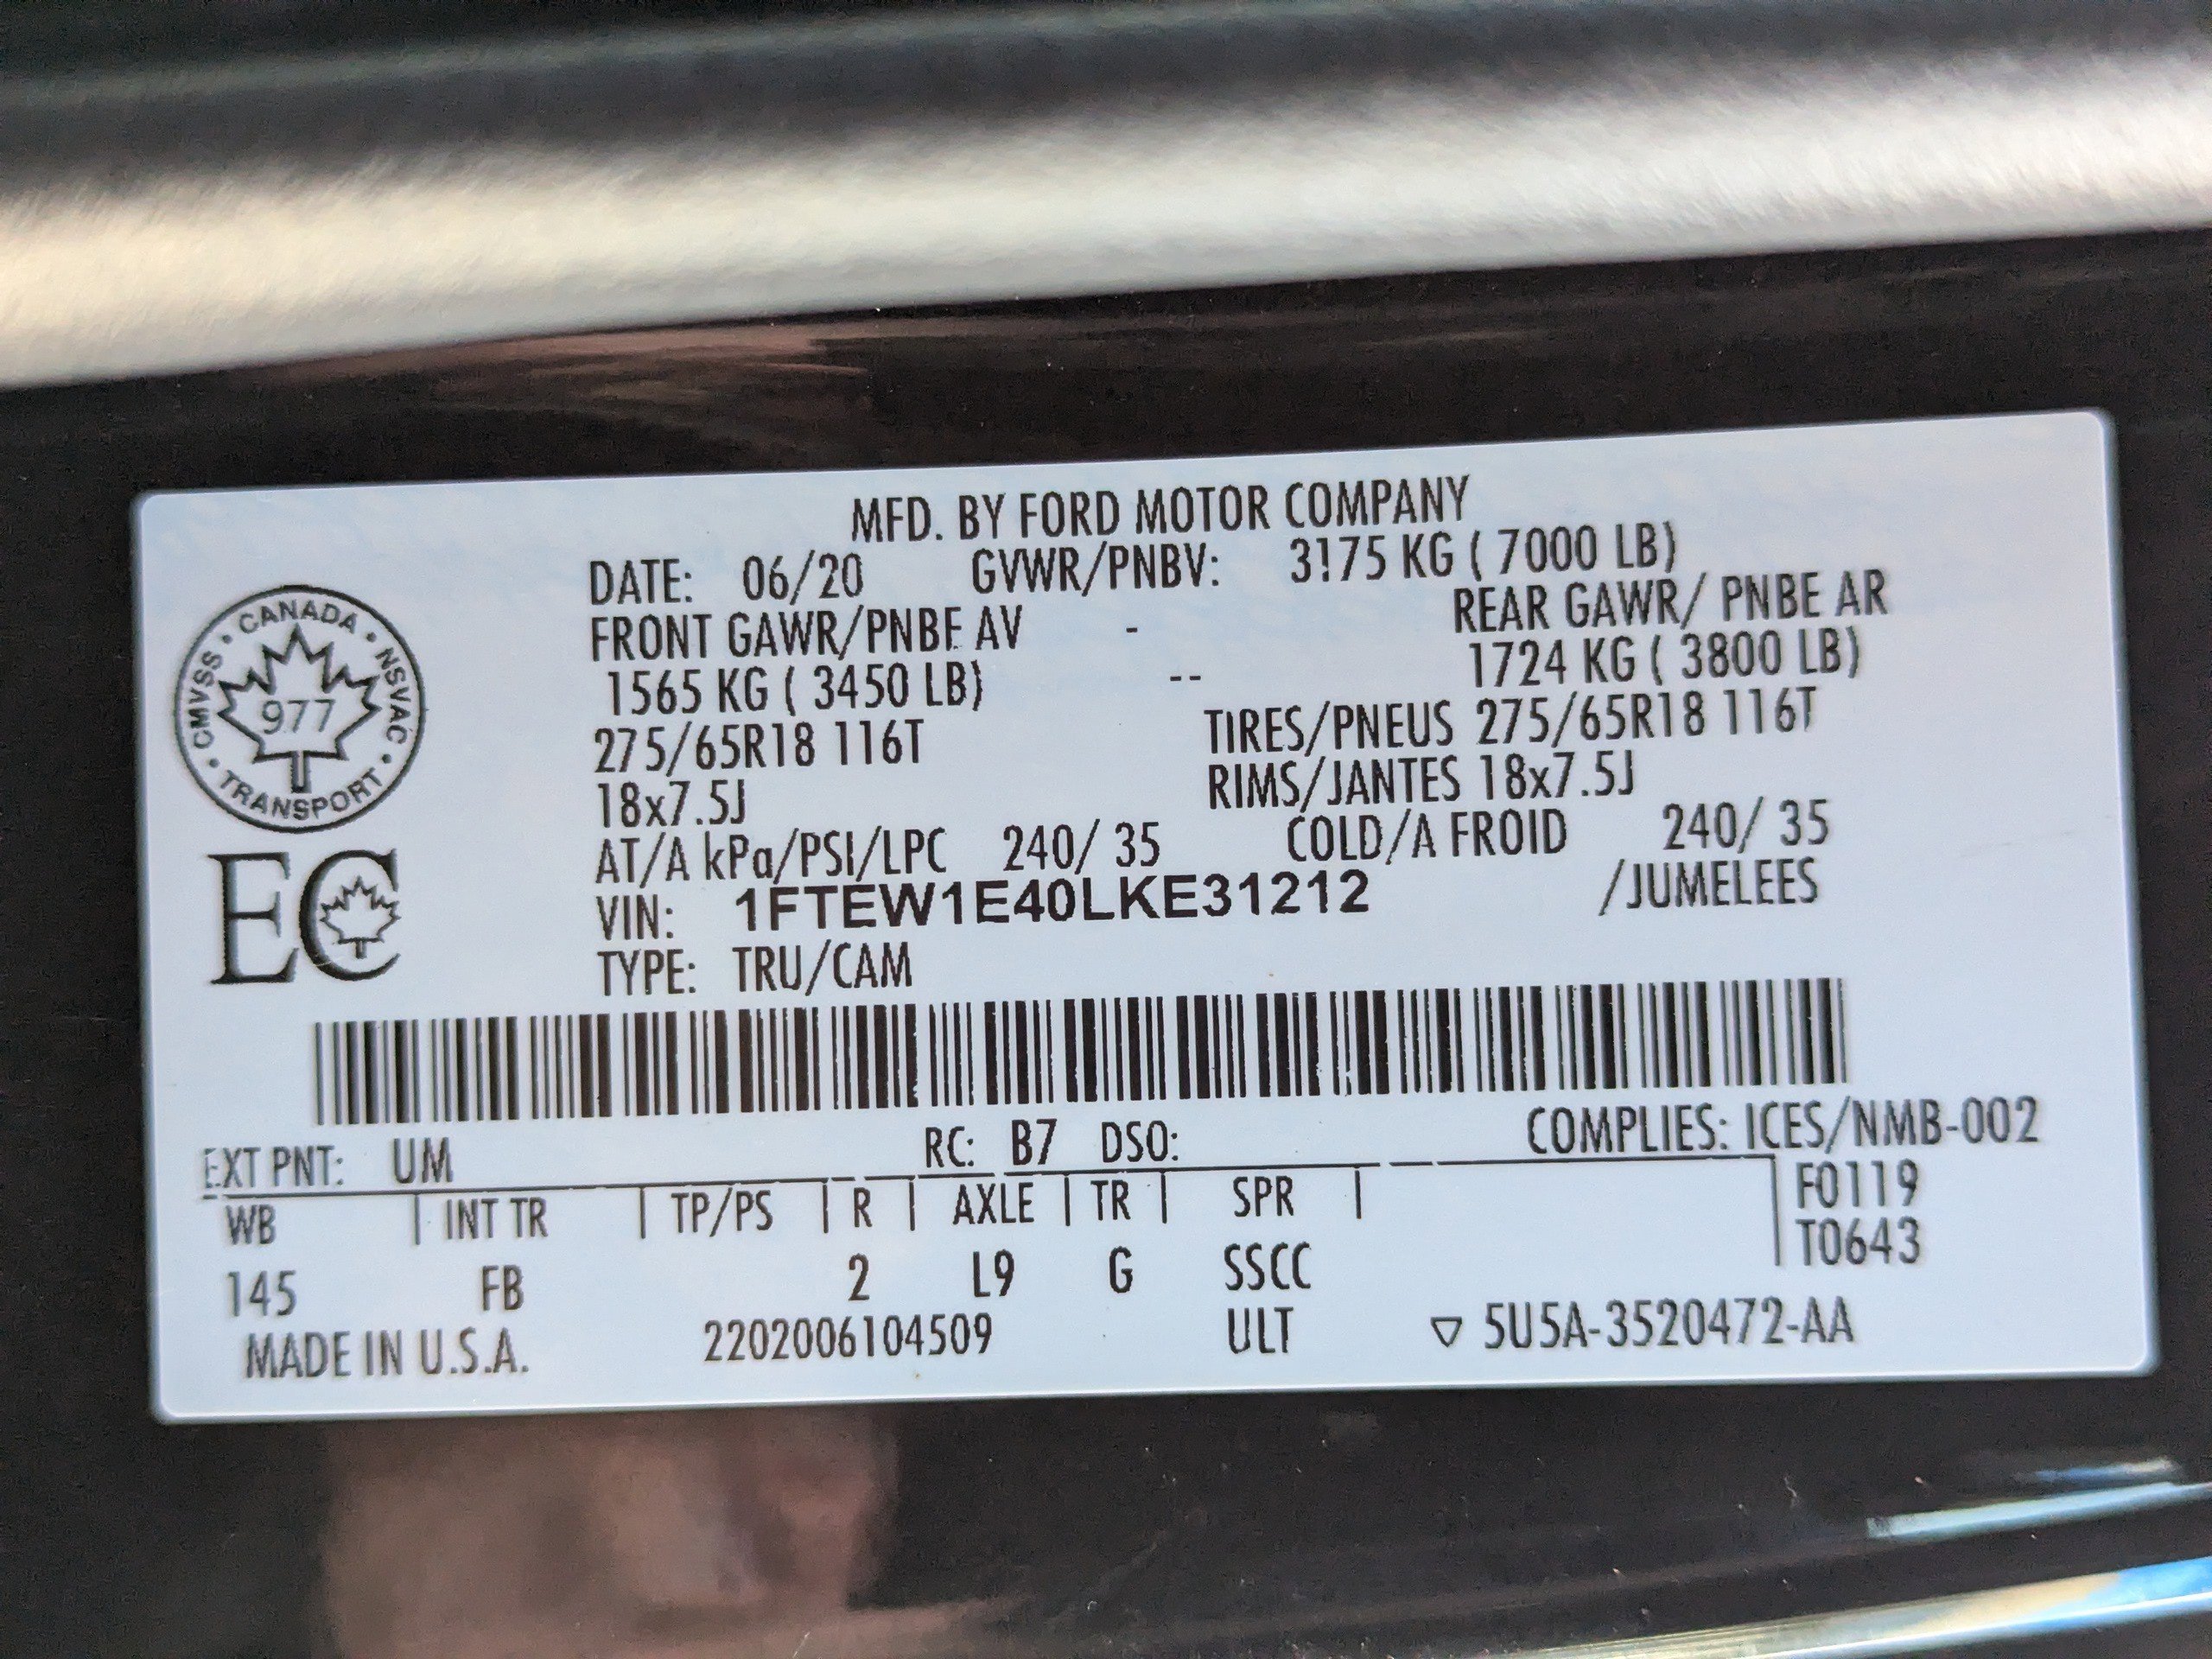 MFD. BY FORD MOTOR COMPANY
DATE: 06/20 GVWR/PNBV: 3175 KG ( 7000 LB)
FRONT GAWR/PNBE AV - REAR GAWR/ PNBE AR
1565 KG ( 3450 LB) -- 1724 KG ( 3800 LB)
275/65R18 116T TIRES/PNEUS 275/65R18 116T
18x7.5J RIMS/JANTES 18x7.5J
AT/A kPa/PSI/LPC 240/ 35 COLD/A FROID 240/ 35
VIN: 1FTEW1E40LKE31212 /JUMELEES
TYPE: TRU/CAM
CANADA • NSVAC • TRANSPORT • CMVSS •
977
EC
EXT PNT: UM RC: B7 DSO: COMPLIES: ICES/NMB-002
WB | INT TR | TP/PS | R | AXLE | TR | SPR | F0119
T0643
145 FB 2 L9 G SSCC
MADE IN U.S.A. 2202006104509 ULT ▽ 5U5A-3520472-AA